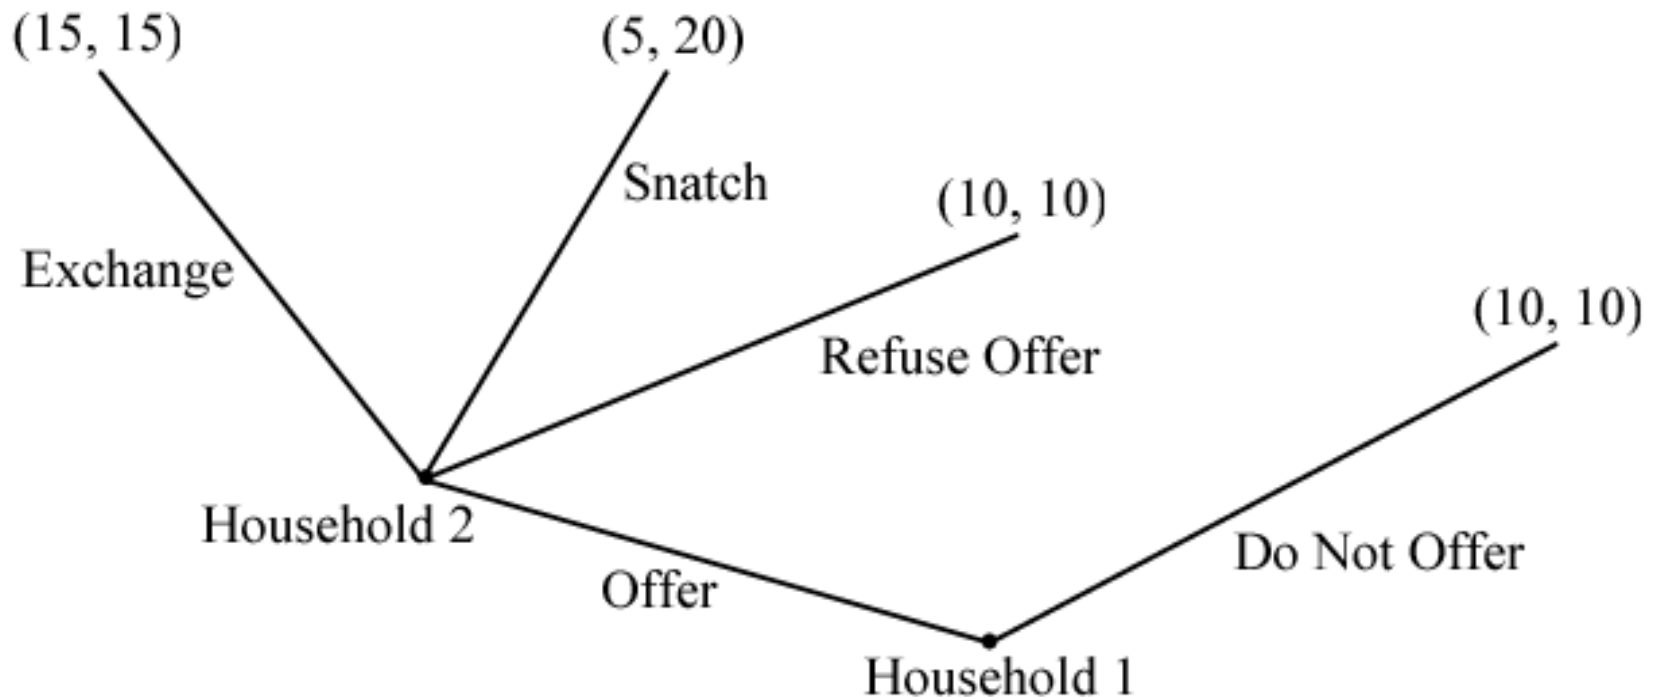 (15, 15)
(5, 20)
Snatch
(10, 10)
Exchange
(10, 10)
Refuse Offer
Household 2
Do Not Offer
Offer
Household 1